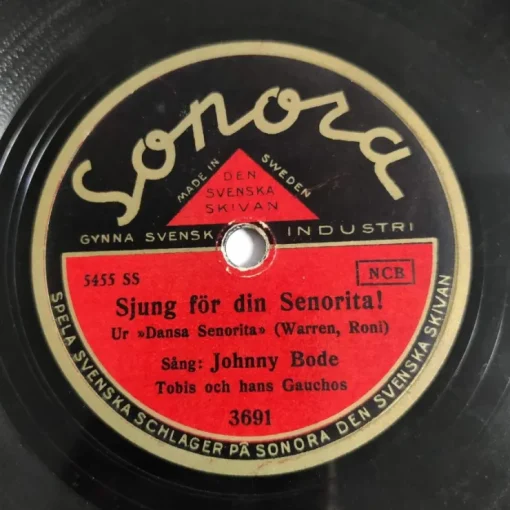 Sonora
MADE IN SWEDEN
DEN
SVENSKA
SKIVAN
GYNNA SVENSK INDUSTRI
5455 SS
NCB
Sjung för din Senorita!
Ur »Dansa Senorita» (Warren, Roni)
Sång: Johnny Bode
Tobis och hans Gauchos
3691
SPELA SVENSKA SCHLAGER PÅ SONORA DEN SVENSKA SKIVAN